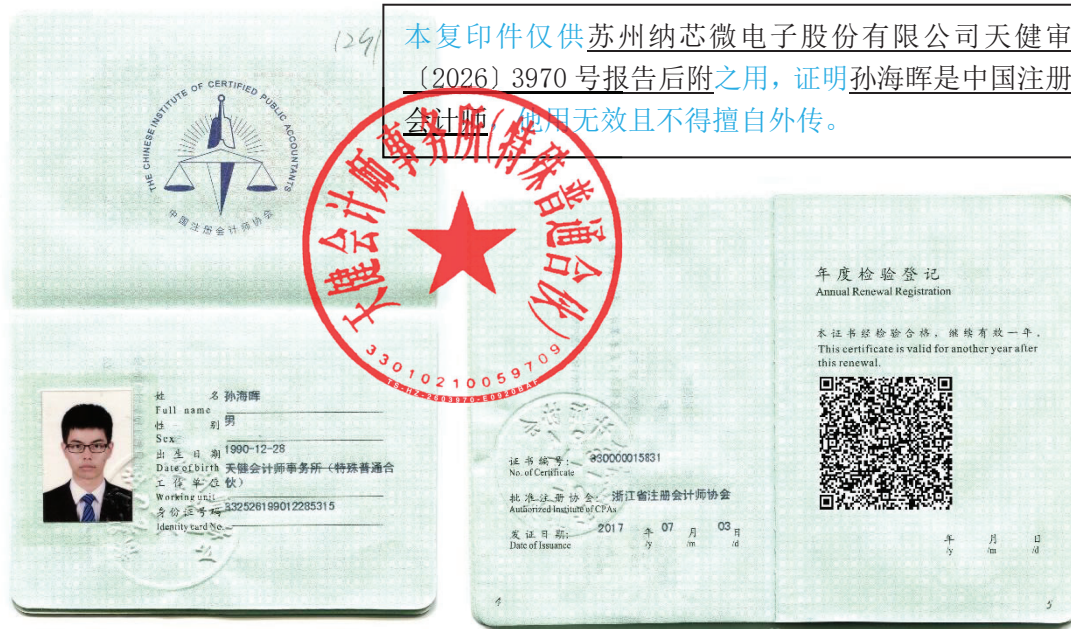 1291
本复印件仅供苏州纳芯微电子股份有限公司天健审
〔2026〕3970 号报告后附之用，证明孙海晖是中国注册
会计师，他用无效且不得擅自外传。
THE CHINESE INSTITUTE OF CERTIFIED PUBLIC ACCOUNTANTS
中国注册会计师协会
天健会计师事务所(特殊普通合伙)
33010210059709
姓 名 孙海晖
Full name
性 别 男
Sex
出生日期 1990-12-28
Date of birth
工作单位 天健会计师事务所（特殊普通合
伙）
Working unit
身份证号码 332526199012285315
Identity card No.
证书编号: 330000015831
No. of Certificate
批准注册协会: 浙江省注册会计师协会
Authorized Institute of CPAs
发证日期: 2017 年 07 月 03 日
Date of Issuance /y /m /d
4
年度检验登记
Annual Renewal Registration
本证书经检验合格，继续有效一年。
This certificate is valid for another year after
this renewal.
年 月 日
/y /m /d
5